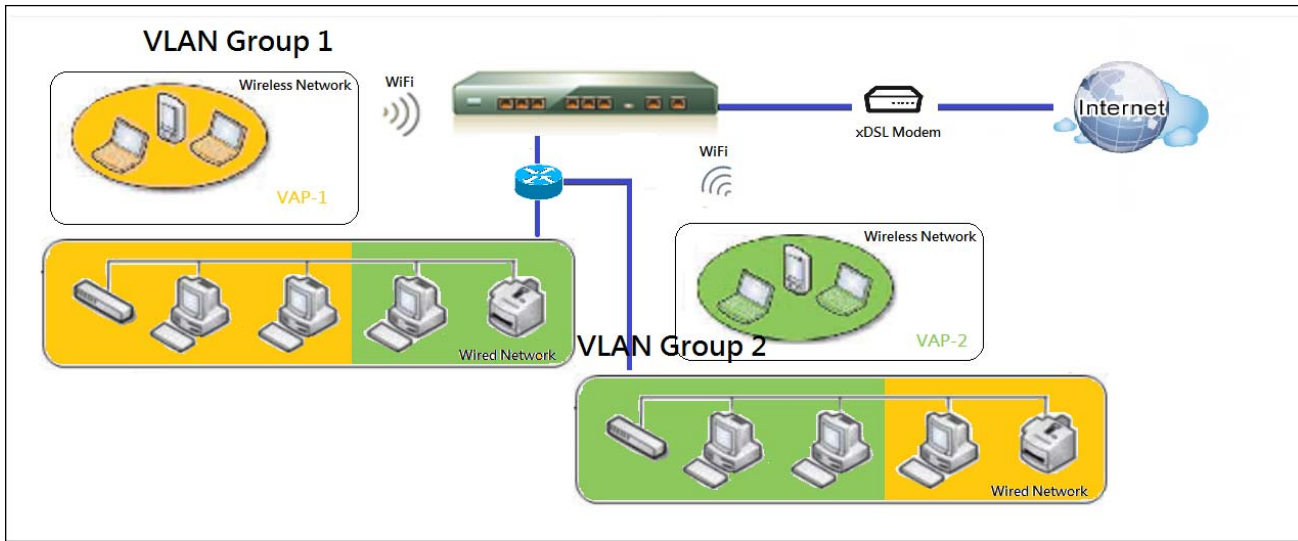 VLAN Group 1
Wireless Network
WiFi
VAP-1
xDSL Modem
Internet
WiFi
Wireless Network
VAP-2
Wired Network
VLAN Group 2
Wired Network